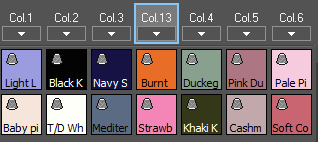 Col.1 Col.2 Col.3 Col.13 Col.4 Col.5 Col.6
Light L Black K Navy S Burnt Duckeg Pink Du Pale Pi
Baby pi T/D Wh Mediter Strawb Khaki K Cashm Soft Co